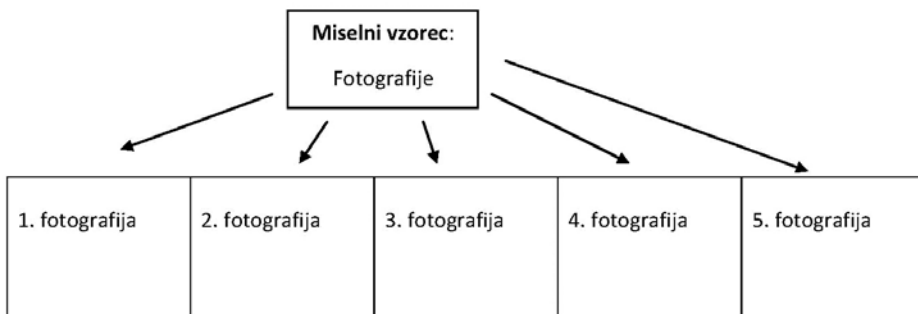 Miselni vzorec:
Fotografije
1. fotografija
2. fotografija
3. fotografija
4. fotografija
5. fotografija